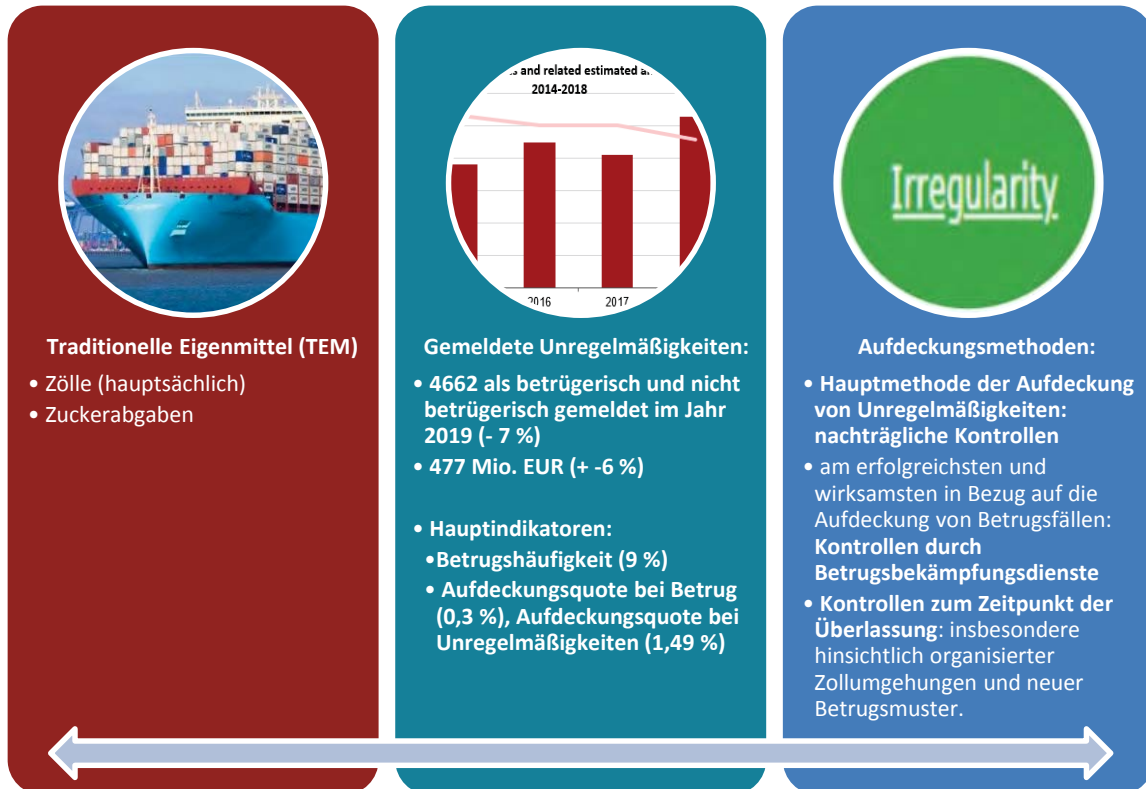 Traditionelle Eigenmittel (TEM)
• Zölle (hauptsächlich)
• Zuckerabgaben
and related estimated
2014-2018
2016
2017
Gemeldete Unregelmäßigkeiten:
• 4662 als betrügerisch und nicht
betrügerisch gemeldet im Jahr
2019 (- 7 %)
• 477 Mio. EUR (+ -6 %)
• Hauptindikatoren:
•Betrugshäufigkeit (9 %)
• Aufdeckungsquote bei Betrug
(0,3 %), Aufdeckungsquote bei
Unregelmäßigkeiten (1,49 %)
Irregularity
Aufdeckungsmethoden:
• Hauptmethode der Aufdeckung
von Unregelmäßigkeiten:
nachträgliche Kontrollen
• am erfolgreichsten und
wirksamsten in Bezug auf die
Aufdeckung von Betrugsfällen:
Kontrollen durch
Betrugsbekämpfungsdienste
• Kontrollen zum Zeitpunkt der
Überlassung: insbesondere
hinsichtlich organisierter
Zollumgehungen und neuer
Betrugsmuster.